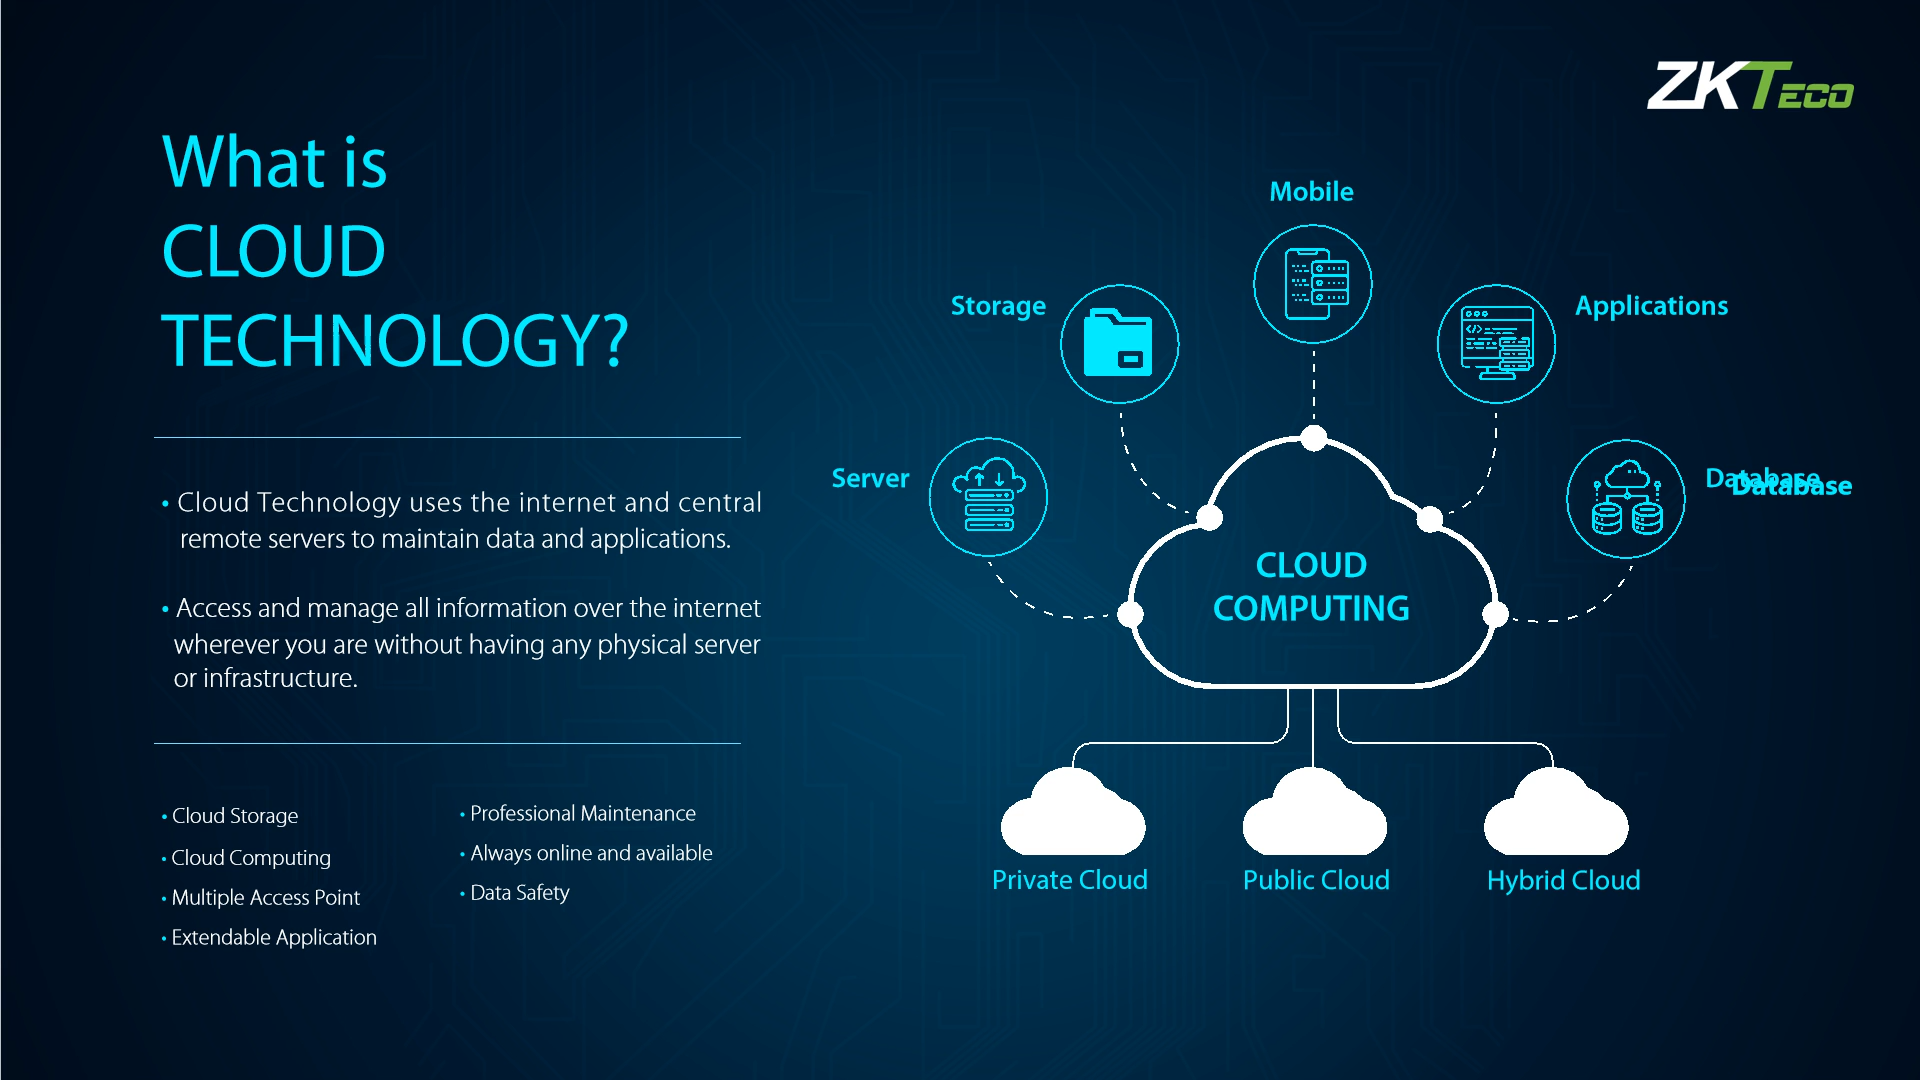 ZKTeco
What is
CLOUD
TECHNOLOGY?
• Cloud Technology uses the internet and central
remote servers to maintain data and applications.
• Access and manage all information over the internet
wherever you are without having any physical server
or infrastructure.
• Cloud Storage
• Cloud Computing
• Multiple Access Point
• Extendable Application
• Professional Maintenance
• Always online and available
• Data Safety
Mobile
Storage
Applications
Server
Database
Database
</>
CLOUD
COMPUTING
Private Cloud
Public Cloud
Hybrid Cloud